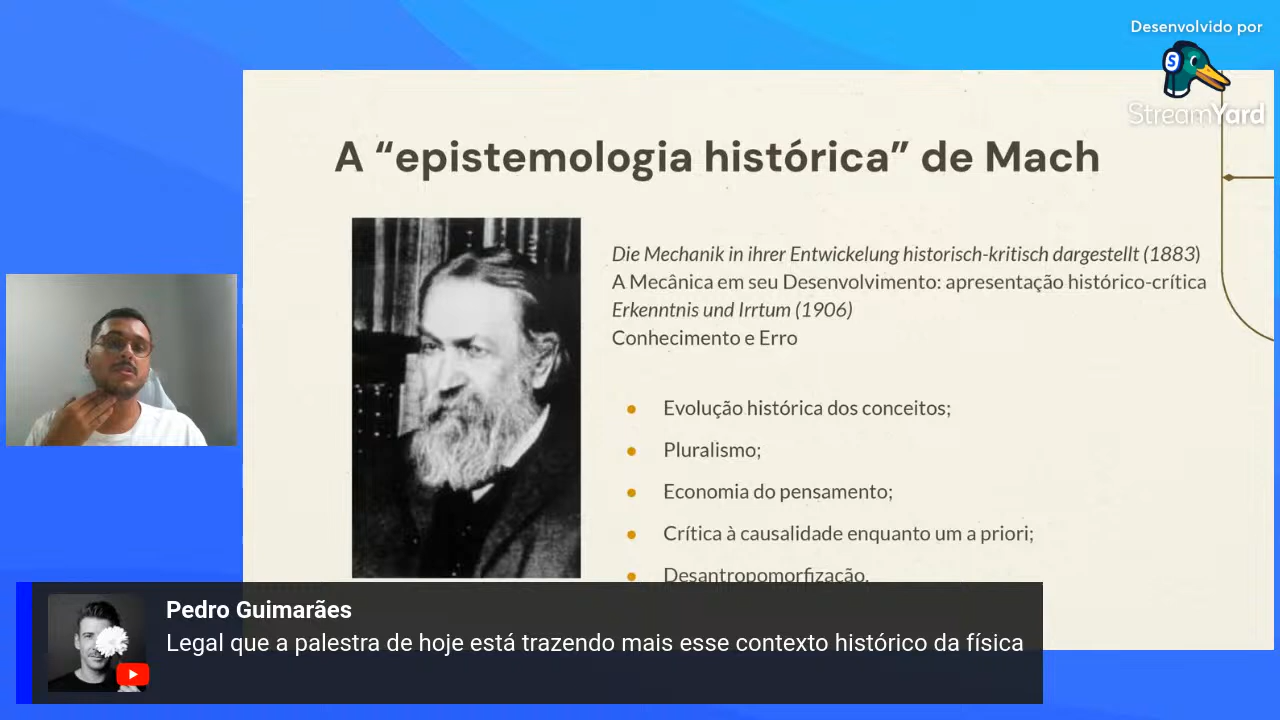 Desenvolvido por
S
StreamYard
A “epistemologia histórica” de Mach
Die Mechanik in ihrer Entwickelung historisch-kritisch dargestellt (1883)
A Mecânica em seu Desenvolvimento: apresentação histórico-crítica
Erkenntnis und Irrtum (1906)
Conhecimento e Erro
● Evolução histórica dos conceitos;
● Pluralismo;
● Economia do pensamento;
● Crítica à causalidade enquanto um a priori;
● Desantropomorfização.
Pedro Guimarães
Legal que a palestra de hoje está trazendo mais esse contexto histórico da física